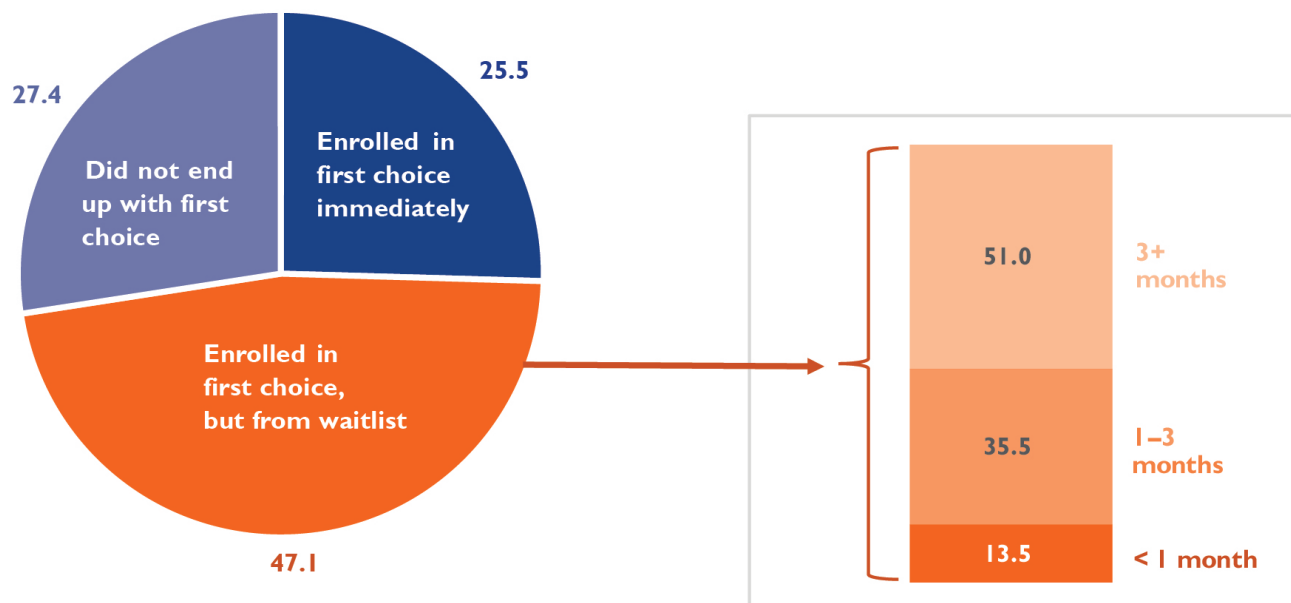 27.4
25.5
Enrolled in
first choice
immediately
Did not end
up with first
choice
Enrolled in
first choice,
but from waitlist
47.1
51.0
3+
months
35.5
1–3
months
13.5
< 1 month